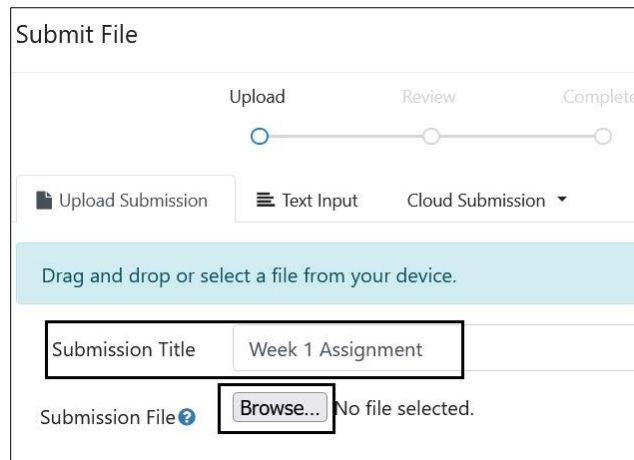 Submit File
Upload Review Complete
Upload Submission Text Input Cloud Submission
Drag and drop or select a file from your device.
Submission Title Week 1 Assignment
Submission File Browse... No file selected.